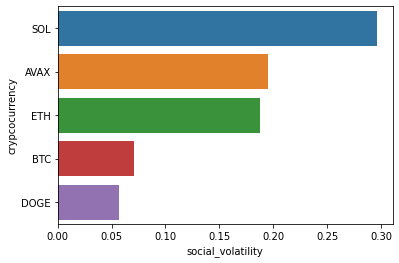 SOL
AVAX
ETH
BTC
DOGE
crypcocurrency
0.00 0.05 0.10 0.15 0.20 0.25 0.30
social_volatility